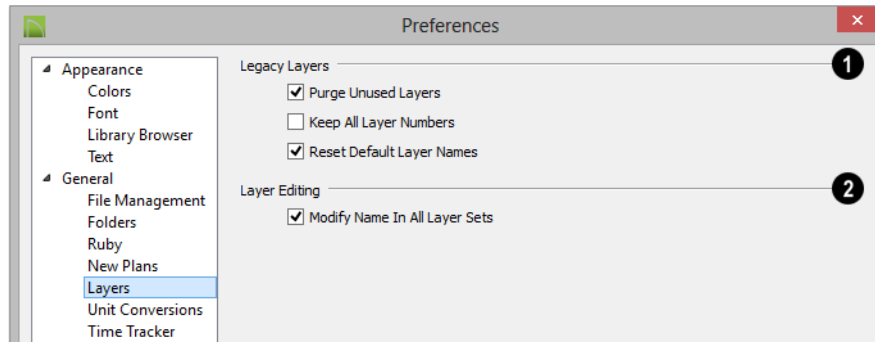 Preferences
Appearance
Colors
Font
Library Browser
Text
General
File Management
Folders
Ruby
New Plans
Layers
Unit Conversions
Time Tracker
Legacy Layers 1
Purge Unused Layers
Keep All Layer Numbers
Reset Default Layer Names
Layer Editing 2
Modify Name In All Layer Sets